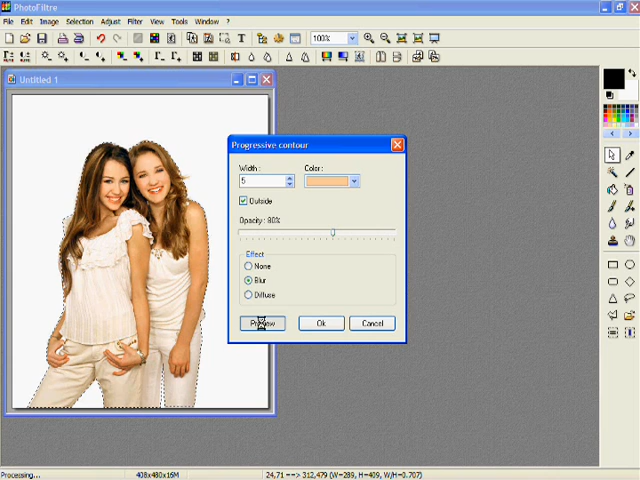 PhotoFiltre
File Edit Image Selection Adjust Filter View Tools Window ?
100%
Untitled 1
Progressive contour
Width :
Color :
5
Outside
Opacity : 80%
Effect
None
Blur
Diffuse
Preview
Ok
Cancel
Processing...
408x480x16M
24,71 ==> 312,479 (W=289, H=409, W/H=0.707)